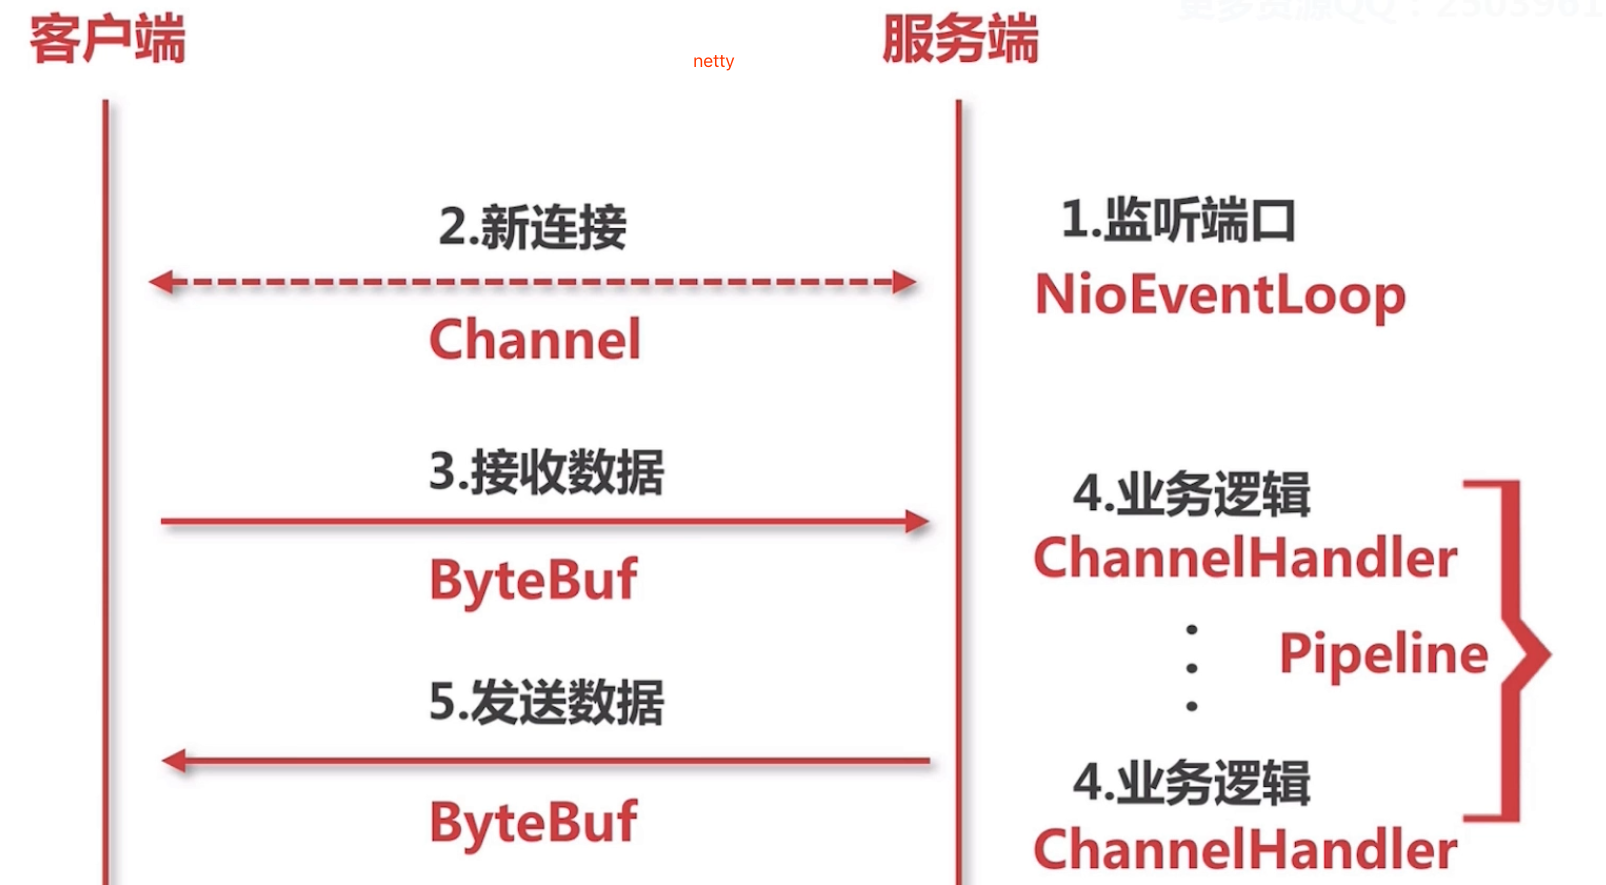 客户端
netty
服务端
2.新连接
1.监听端口
Channel
NioEventLoop
3.接收数据
4.业务逻辑
ByteBuf
ChannelHandler
Pipeline
5.发送数据
4.业务逻辑
ByteBuf
ChannelHandler